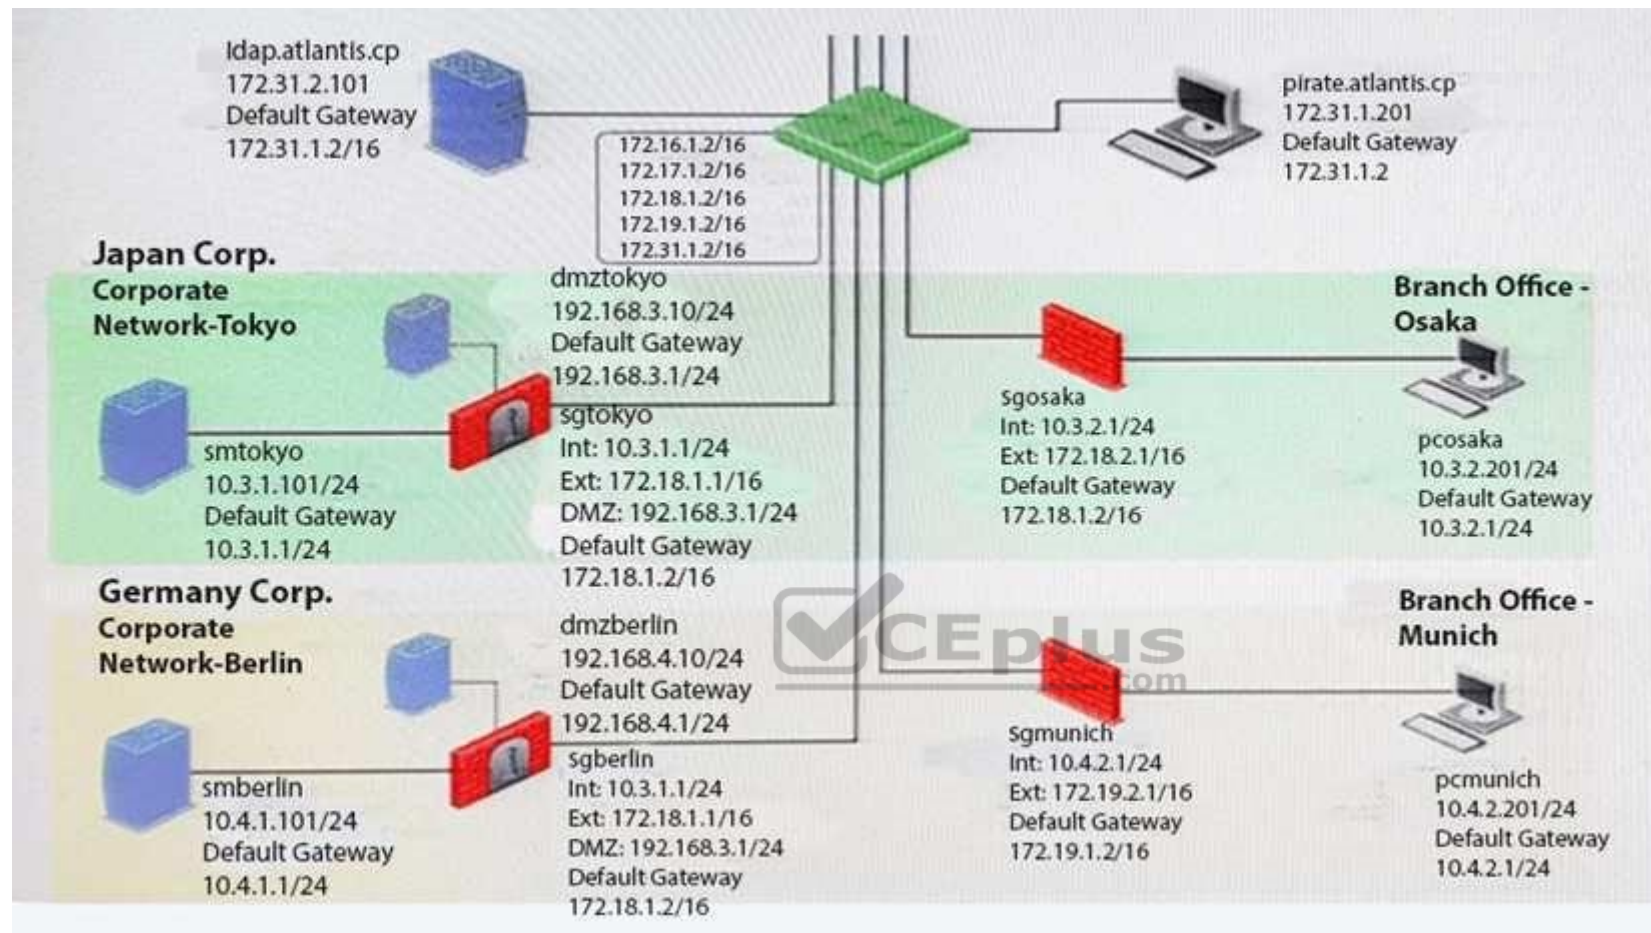 ldap.atlantis.cp
172.31.2.101
Default Gateway
172.31.1.2/16
172.16.1.2/16
172.17.1.2/16
172.18.1.2/16
172.19.1.2/16
172.31.1.2/16
pirate.atlantis.cp
172.31.1.201
Default Gateway
172.31.1.2
Japan Corp.
Corporate
Network-Tokyo
dmztokyo
192.168.3.10/24
Default Gateway
192.168.3.1/24
smtokyo
10.3.1.101/24
Default Gateway
10.3.1.1/24
sgtokyo
Int: 10.3.1.1/24
Ext: 172.18.1.1/16
DMZ: 192.168.3.1/24
Default Gateway
172.18.1.2/16
Branch Office -
Osaka
sgosaka
Int: 10.3.2.1/24
Ext: 172.18.2.1/16
Default Gateway
172.18.1.2/16
pcosaka
10.3.2.201/24
Default Gateway
10.3.2.1/24
Germany Corp.
Corporate
Network-Berlin
dmzberlin
192.168.4.10/24
Default Gateway
192.168.4.1/24
smberlin
10.4.1.101/24
Default Gateway
10.4.1.1/24
sgberlin
Int: 10.3.1.1/24
Ext: 172.18.1.1/16
DMZ: 192.168.3.1/24
Default Gateway
172.18.1.2/16
VCEplus
.com
Branch Office -
Munich
Sgmunich
Int: 10.4.2.1/24
Ext: 172.19.2.1/16
Default Gateway
172.19.1.2/16
pcmunich
10.4.2.201/24
Default Gateway
10.4.2.1/24